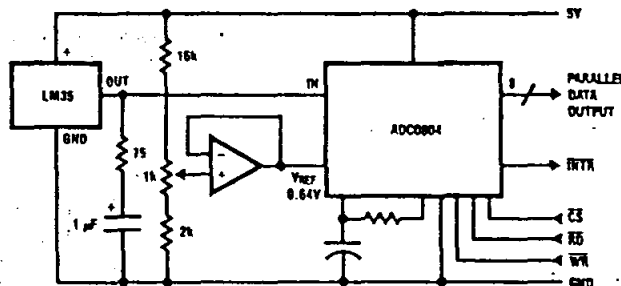 5V
+
16k
LM35
OUT
IN
8
PARALLEL
DATA
OUTPUT
ADC0804
GND
75
−
+
1k
VREF
0.64V
INTR
+
1 µF
2k
CS
RD
WR
GND